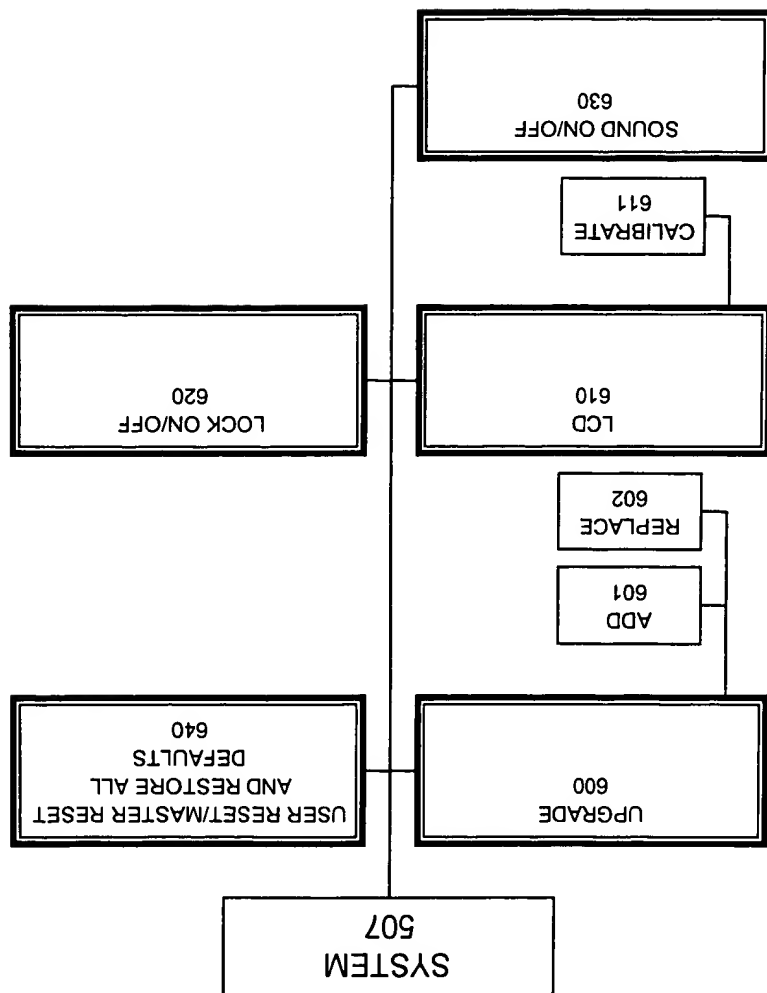 SYSTEM
507
UPGRADE
600
USER RESET/MASTER RESET
AND RESTORE ALL
DEFAULTS
640
ADD
601
REPLACE
602
LCD
610
LOCK ON/OFF
620
CALIBRATE
611
SOUND ON/OFF
630